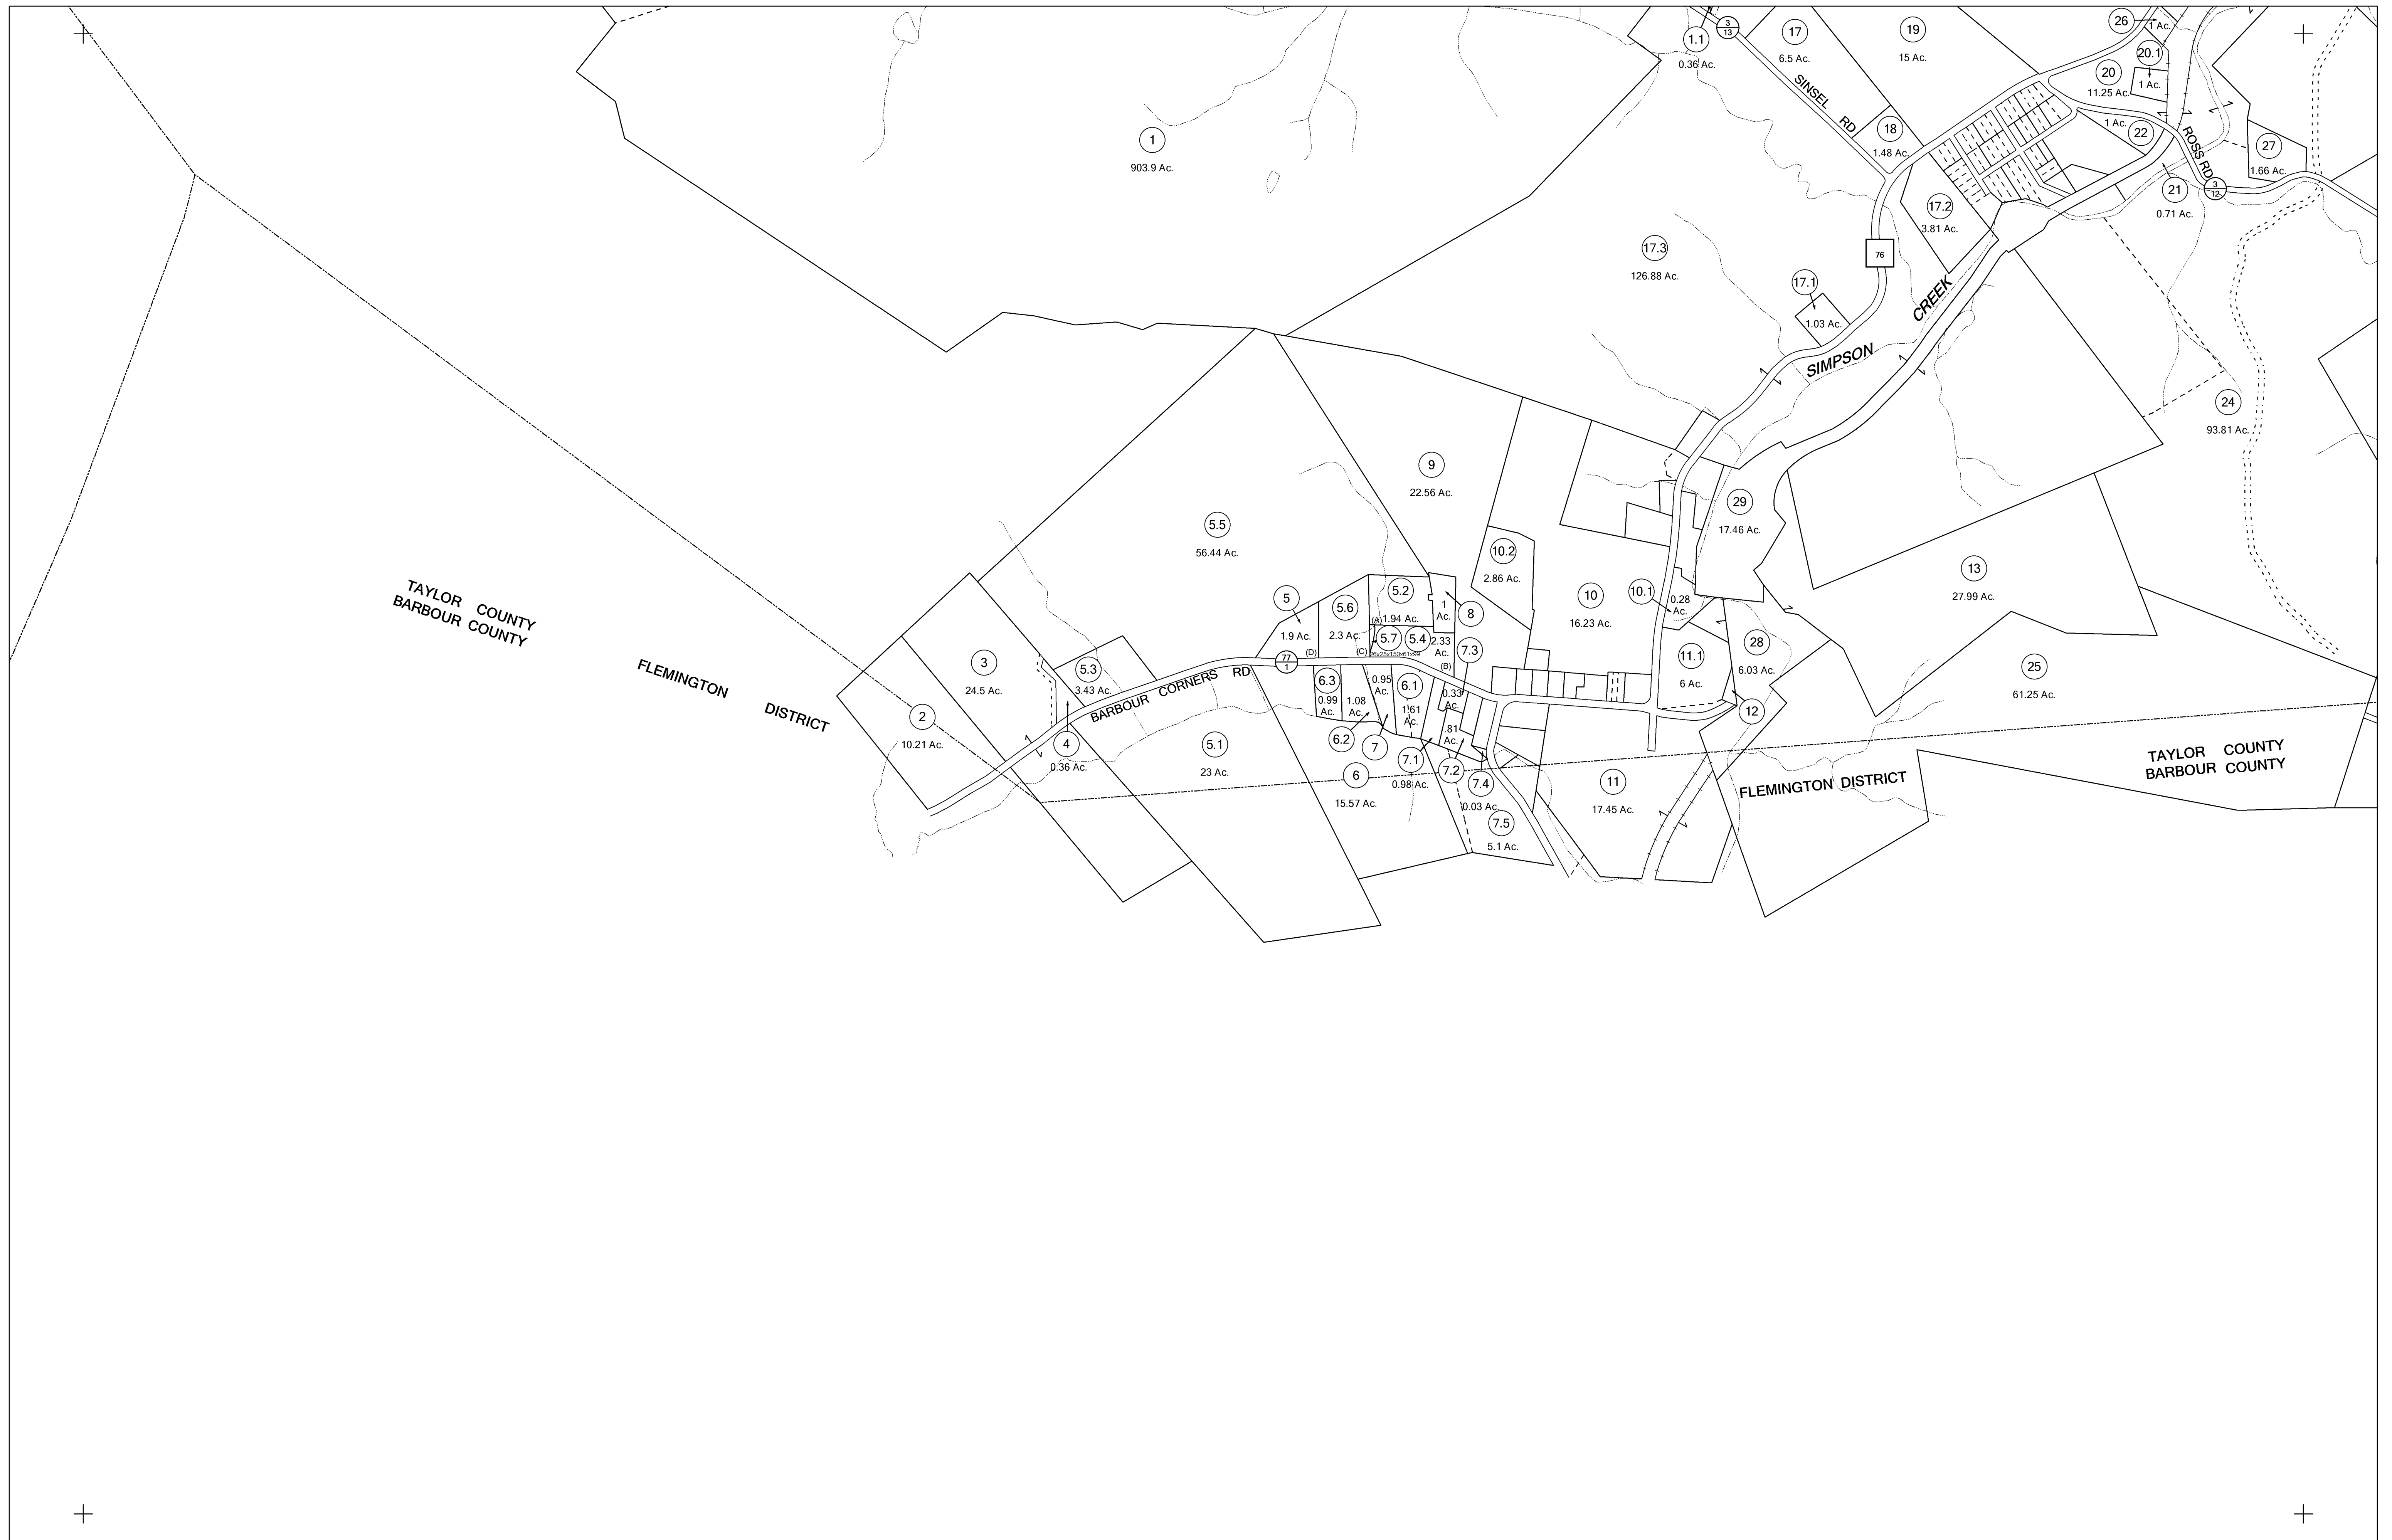 26
1 Ac.
3
13
1.1
0.36 Ac.
17
6.5 Ac.
19
15 Ac.
20.1
1 Ac.
20
11.25 Ac.
SINSEL RD
18
1.48 Ac.
1 Ac.
22
ROSS RD
27
1.66 Ac.
1
903.9 Ac.
21
0.71 Ac.
3
12
17.2
3.81 Ac.
17.3
126.88 Ac.
76
17.1
1.03 Ac.
SIMPSON CREEK
24
93.81 Ac.
9
22.56 Ac.
29
17.46 Ac.
5.5
56.44 Ac.
10.2
2.86 Ac.
13
27.99 Ac.
TAYLOR COUNTY
BARBOUR COUNTY
FLEMINGTON DISTRICT
5
1.9 Ac.
(D)
5.6
2.3 Ac.
(C)
5.2
1.94 Ac.
(A)
5.7
5.4
2.33
Ac.
(B)
1
Ac.
8
10
16.23 Ac.
10.1
0.28
Ac.
7.3
0.33
Ac.
11.1
6 Ac.
28
6.03 Ac.
25
61.25 Ac.
3
24.5 Ac.
5.3
3.43 Ac.
77
1
BARBOUR CORNERS RD
6.3
0.99
Ac.
1.08
Ac.
0.95
Ac.
6.1
1.61
Ac.
.81
Ac.
12
2
10.21 Ac.
4
0.36 Ac.
5.1
23 Ac.
6.2
7
7.1
0.98 Ac.
7.2
7.4
0.03 Ac.
6
15.57 Ac.
7.5
5.1 Ac.
11
17.45 Ac.
FLEMINGTON DISTRICT
TAYLOR COUNTY
BARBOUR COUNTY